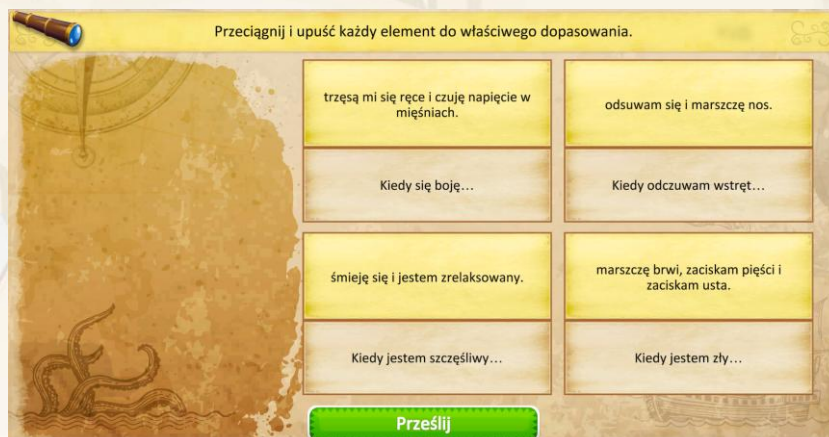 Przeciągnij i upuść każdy element do właściwego dopasowania.
trzęsą mi się ręce i czuję napięcie w
mięśniach.
Kiedy się boję…
odsuwam się i marszczę nos.
Kiedy odczuwam wstręt…
śmieję się i jestem zrelaksowany.
Kiedy jestem szczęśliwy…
marszczę brwi, zaciskam pięści i
zaciskam usta.
Kiedy jestem zły…
Prześlij